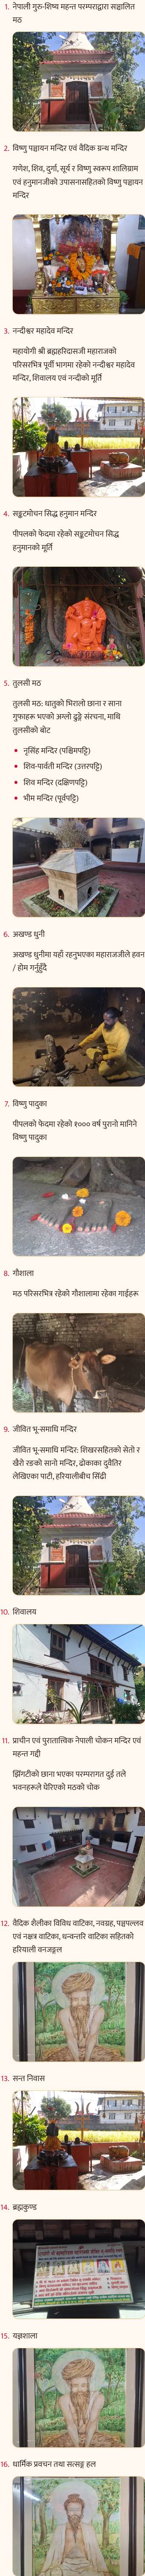 1. नेपाली गुरु-शिष्य महन्त परम्पराद्वारा सञ्चालित
मठ
2. विष्णु पञ्चायन मन्दिर एवं वैदिक ग्रन्थ मन्दिर
गणेश, शिव, दुर्गा, सूर्य र विष्णु स्वरूप शालिग्राम
एवं हनुमानजीको उपासनासहितको विष्णु पञ्चायन
मन्दिर
3. नन्दीश्वर महादेव मन्दिर
महायोगी श्री ब्रह्महरिदासजी महाराजको
परिसरभित्र पूर्वी भागमा रहेको नन्दीश्वर महादेव
मन्दिर, शिवालय एवं नन्दीको मूर्ति
4. सङ्कटमोचन सिद्ध हनुमान मन्दिर
पीपलको फेदमा रहेको सङ्कटमोचन सिद्ध
हनुमानको मूर्ति
5. तुलसी मठ
तुलसी मठ: धातुको भिरालो छाना र साना
गुफाहरू भएको अग्लो ढुङ्गे संरचना, माथि
तुलसीको बोट
• नृसिंह मन्दिर (पश्चिमपट्टि)
• शिव-पार्वती मन्दिर (उत्तरपट्टि)
• शिव मन्दिर (दक्षिणपट्टि)
• भीम मन्दिर (पूर्वपट्टि)
6. अखण्ड धुनी
अखण्ड धुनीमा यहाँ रहनुभएका महाराजजीले हवन
/ होम गर्नुहुँदै
7. विष्णु पादुका
पीपलको फेदमा रहेको १००० वर्ष पुरानो मानिने
विष्णु पादुका
8. गौशाला
मठ परिसरभित्र रहेको गौशालामा रहेका गाईहरू
9. जीवित भू-समाधि मन्दिर
जीवित भू-समाधि मन्दिर: शिखरसहितको सेतो र
खैरो रङको सानो मन्दिर, ढोकाका दुवैतिर
लेखिएका पाटी, हरियालीबीच सिँढी
10. शिवालय
11. प्राचीन एवं पुरातात्त्विक नेपाली चोकन मन्दिर एवं
महन्त गद्दी
झिँगटीको छाना भएका परम्परागत दुई तले
भवनहरूले घेरिएको मठको चोक
12. वैदिक शैलीका विविध वाटिका, नवग्रह, पञ्चपल्लव
एवं नक्षत्र वाटिका, धन्वन्तरि वाटिका सहितको
हरियाली वनजङ्गल
13. सन्त निवास
14. ब्रह्मकुण्ड
15. यज्ञशाला
16. धार्मिक प्रवचन तथा सत्सङ्ग हल